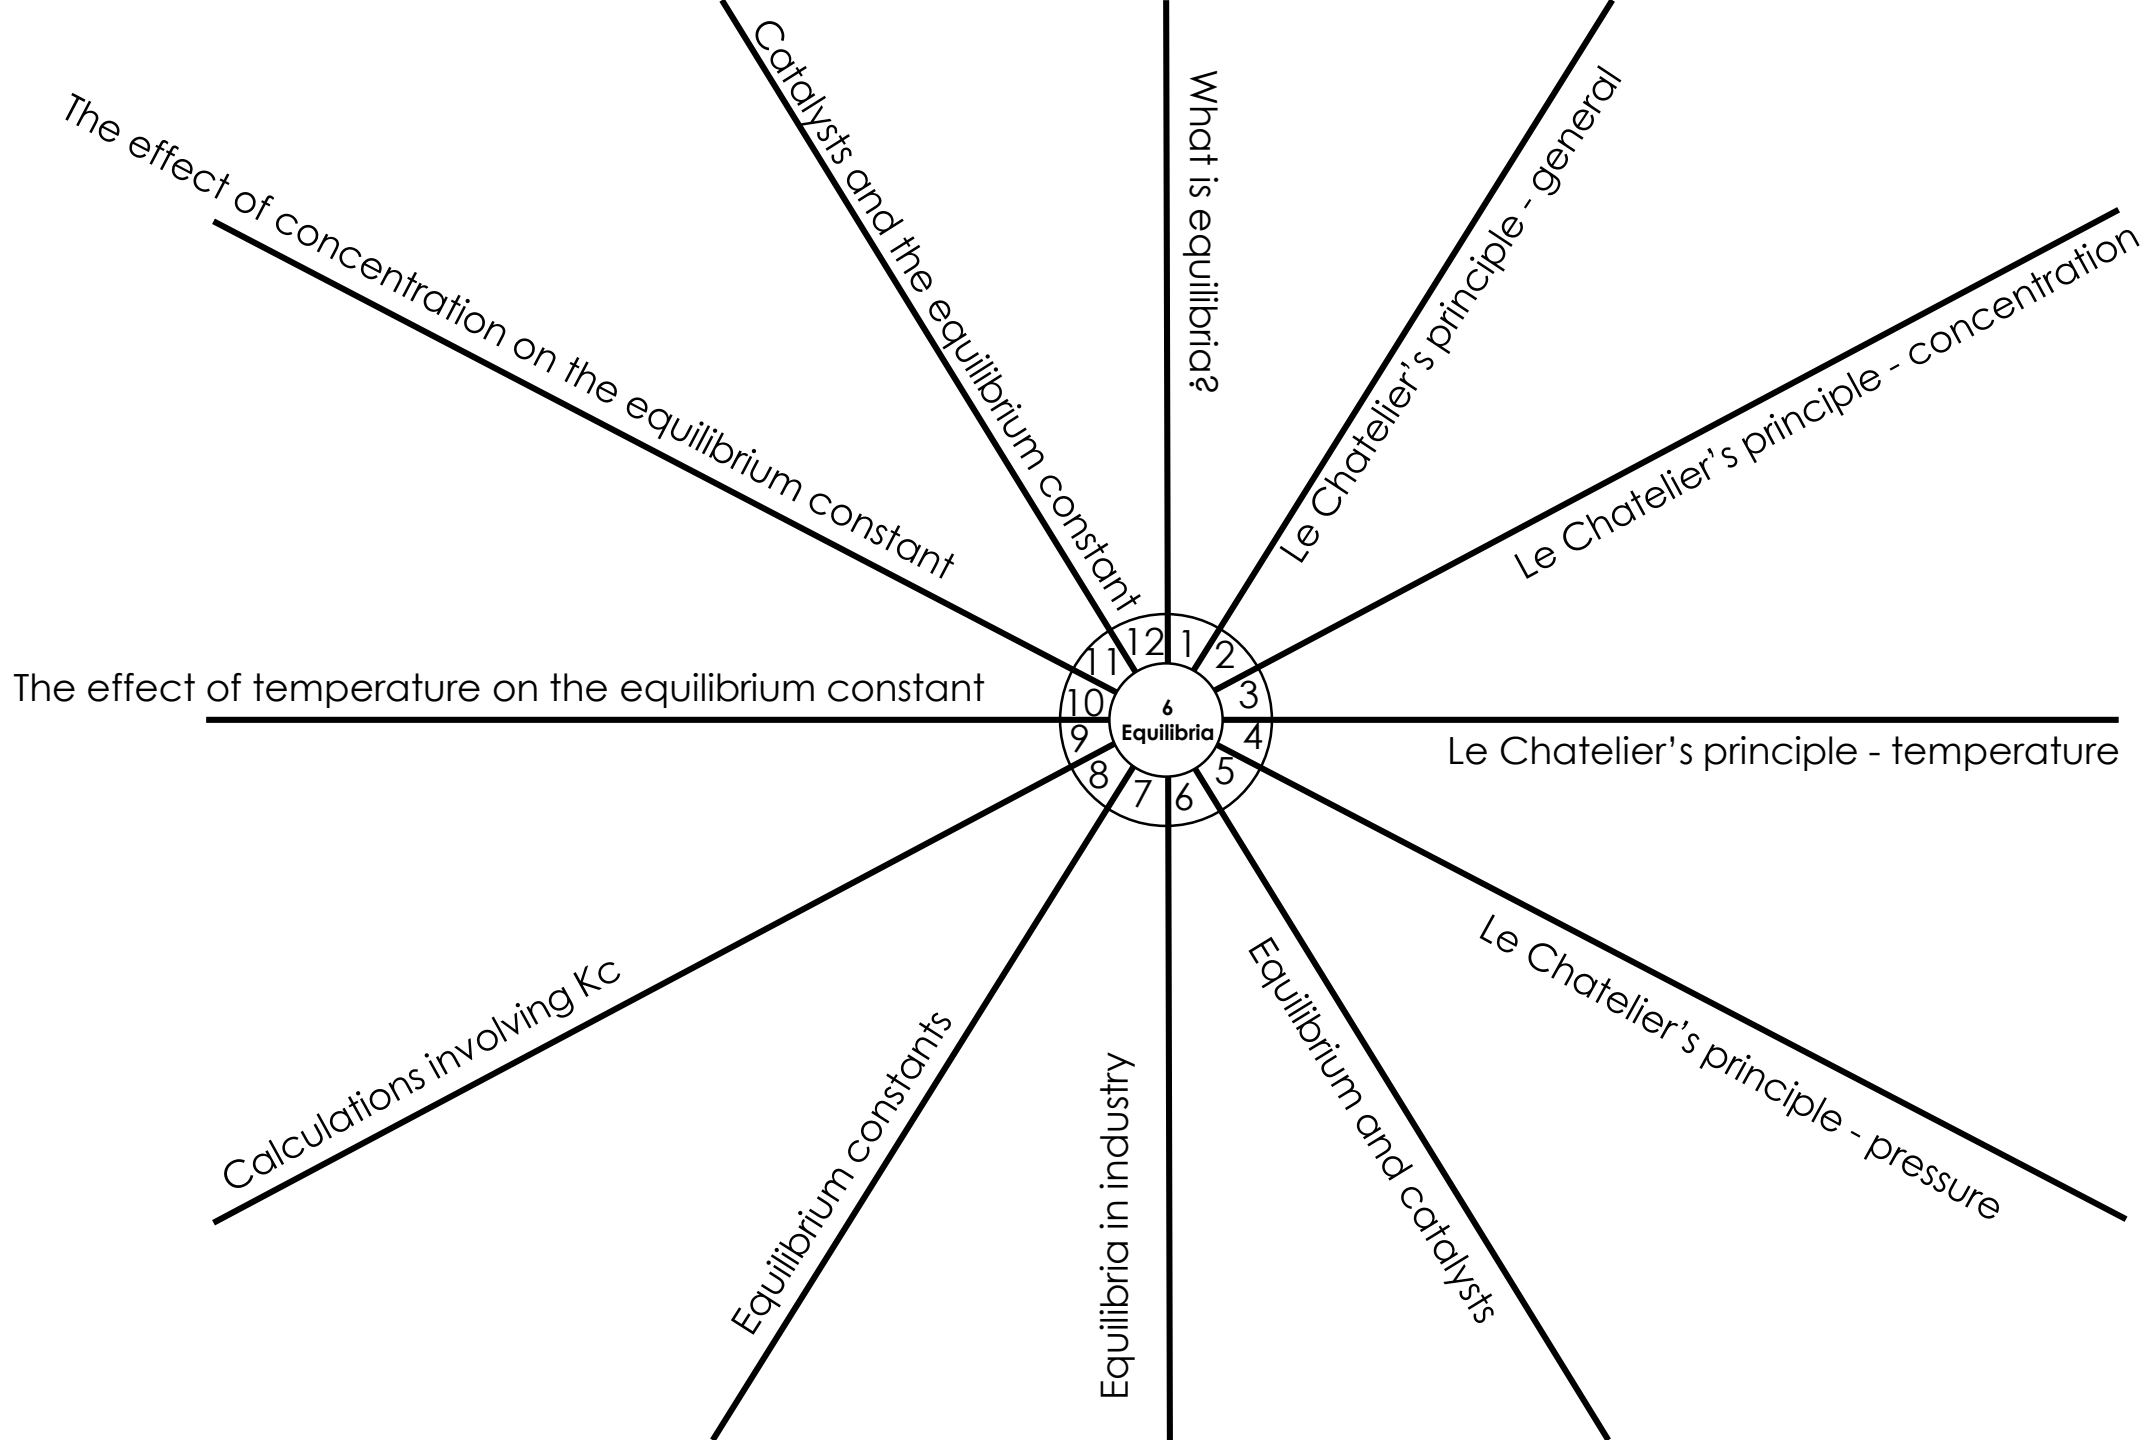 6
Equilibria
1
What is equilibria?
2
Le Chatelier’s principle - general
3
Le Chatelier’s principle - concentration
4
Le Chatelier’s principle - temperature
5
Le Chatelier’s principle - pressure
6
Equilibrium and catalysts
7
Equilibria in industry
8
Equilibrium constants
9
Calculations involving Kc
10
The effect of temperature on the equilibrium constant
11
The effect of concentration on the equilibrium constant
12
Catalysts and the equilibrium constant